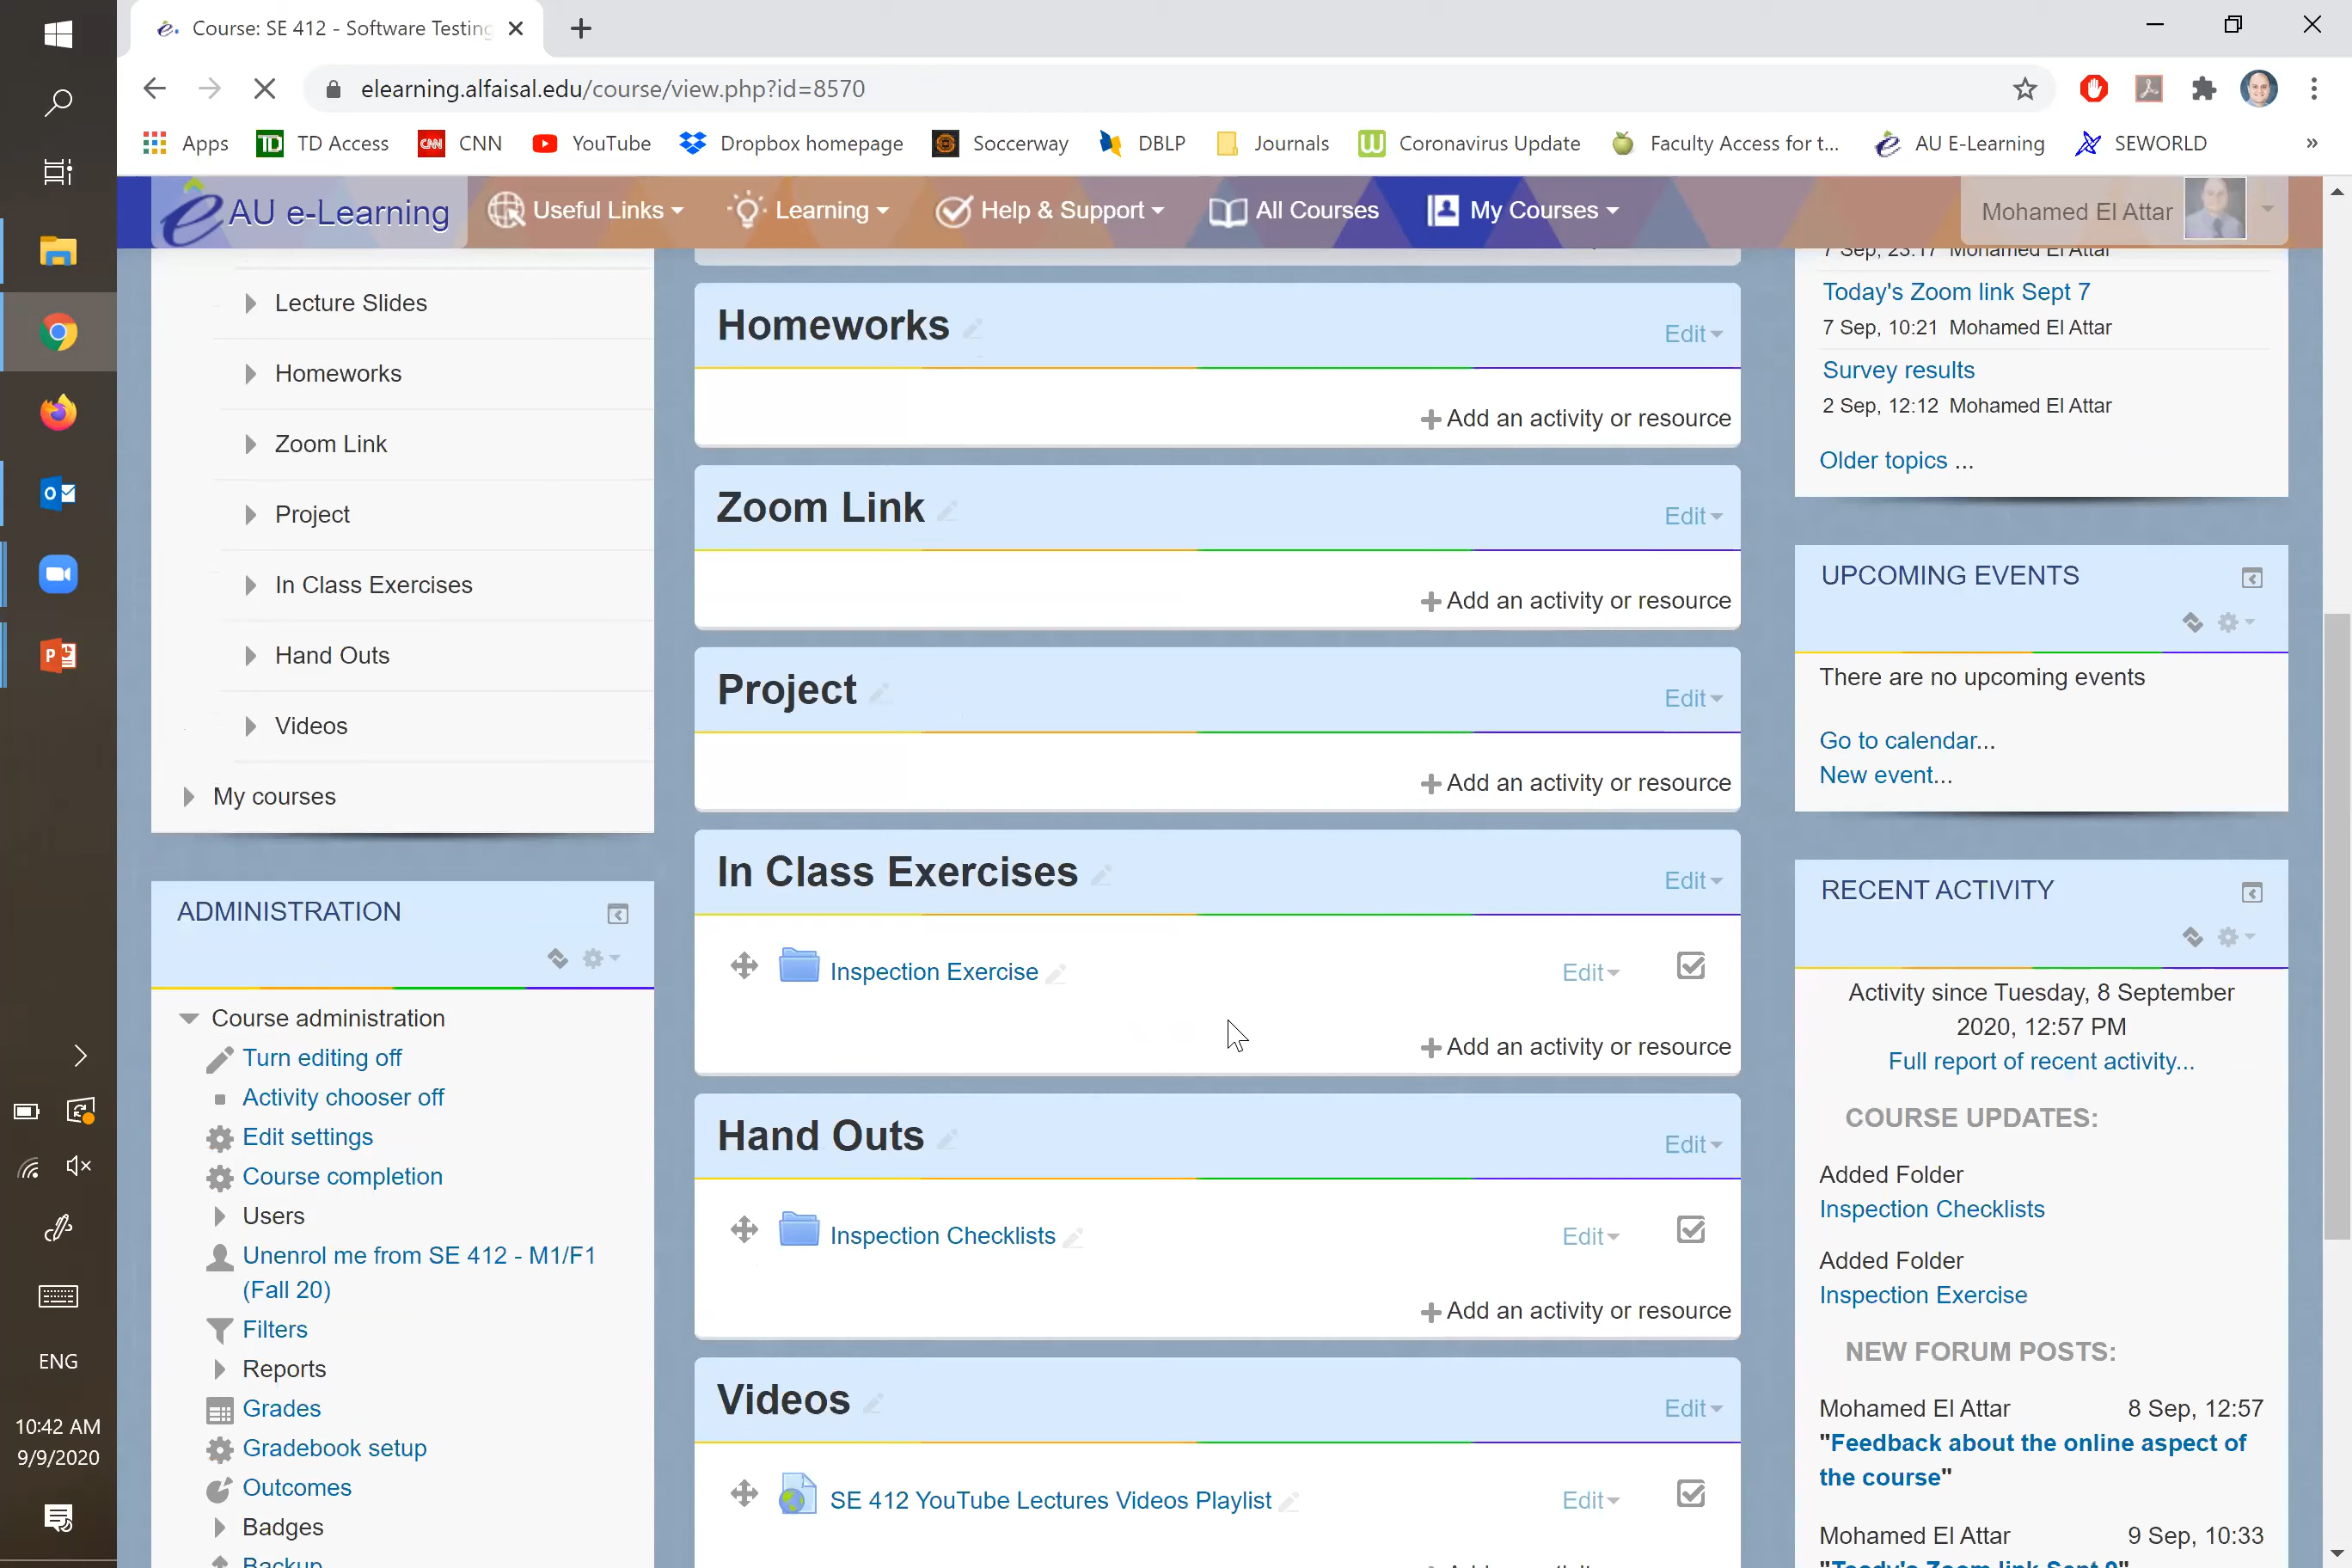 Course: SE 412 - Software Testing
elearning.alfaisal.edu/course/view.php?id=8570
Apps
TD Access
CNN
YouTube
Dropbox homepage
Soccerway
DBLP
Journals
Coronavirus Update
Faculty Access for t...
AU E-Learning
SEWORLD
»
AU e-Learning
Useful Links
Learning
Help & Support
All Courses
My Courses
Mohamed El Attar
Lecture Slides
Homeworks
Zoom Link
Project
In Class Exercises
Hand Outs
Videos
My courses
ADMINISTRATION
Course administration
Turn editing off
Activity chooser off
Edit settings
Course completion
Users
Unenrol me from SE 412 - M1/F1
(Fall 20)
Filters
Reports
Grades
Gradebook setup
Outcomes
Badges
Backup
Homeworks
Edit
Add an activity or resource
Zoom Link
Edit
Add an activity or resource
Project
Edit
Add an activity or resource
In Class Exercises
Edit
Inspection Exercise
Edit
Add an activity or resource
Hand Outs
Edit
Inspection Checklists
Edit
Add an activity or resource
Videos
Edit
SE 412 YouTube Lectures Videos Playlist
Edit
7 Sep, 23:17 Mohamed El Attar
Today's Zoom link Sept 7
7 Sep, 10:21 Mohamed El Attar
Survey results
2 Sep, 12:12 Mohamed El Attar
Older topics ...
UPCOMING EVENTS
There are no upcoming events
Go to calendar...
New event...
RECENT ACTIVITY
Activity since Tuesday, 8 September
2020, 12:57 PM
Full report of recent activity...
COURSE UPDATES:
Added Folder
Inspection Checklists
Added Folder
Inspection Exercise
NEW FORUM POSTS:
Mohamed El Attar 8 Sep, 12:57
"Feedback about the online aspect of
the course"
Mohamed El Attar 9 Sep, 10:33
ENG
10:42 AM
9/9/2020